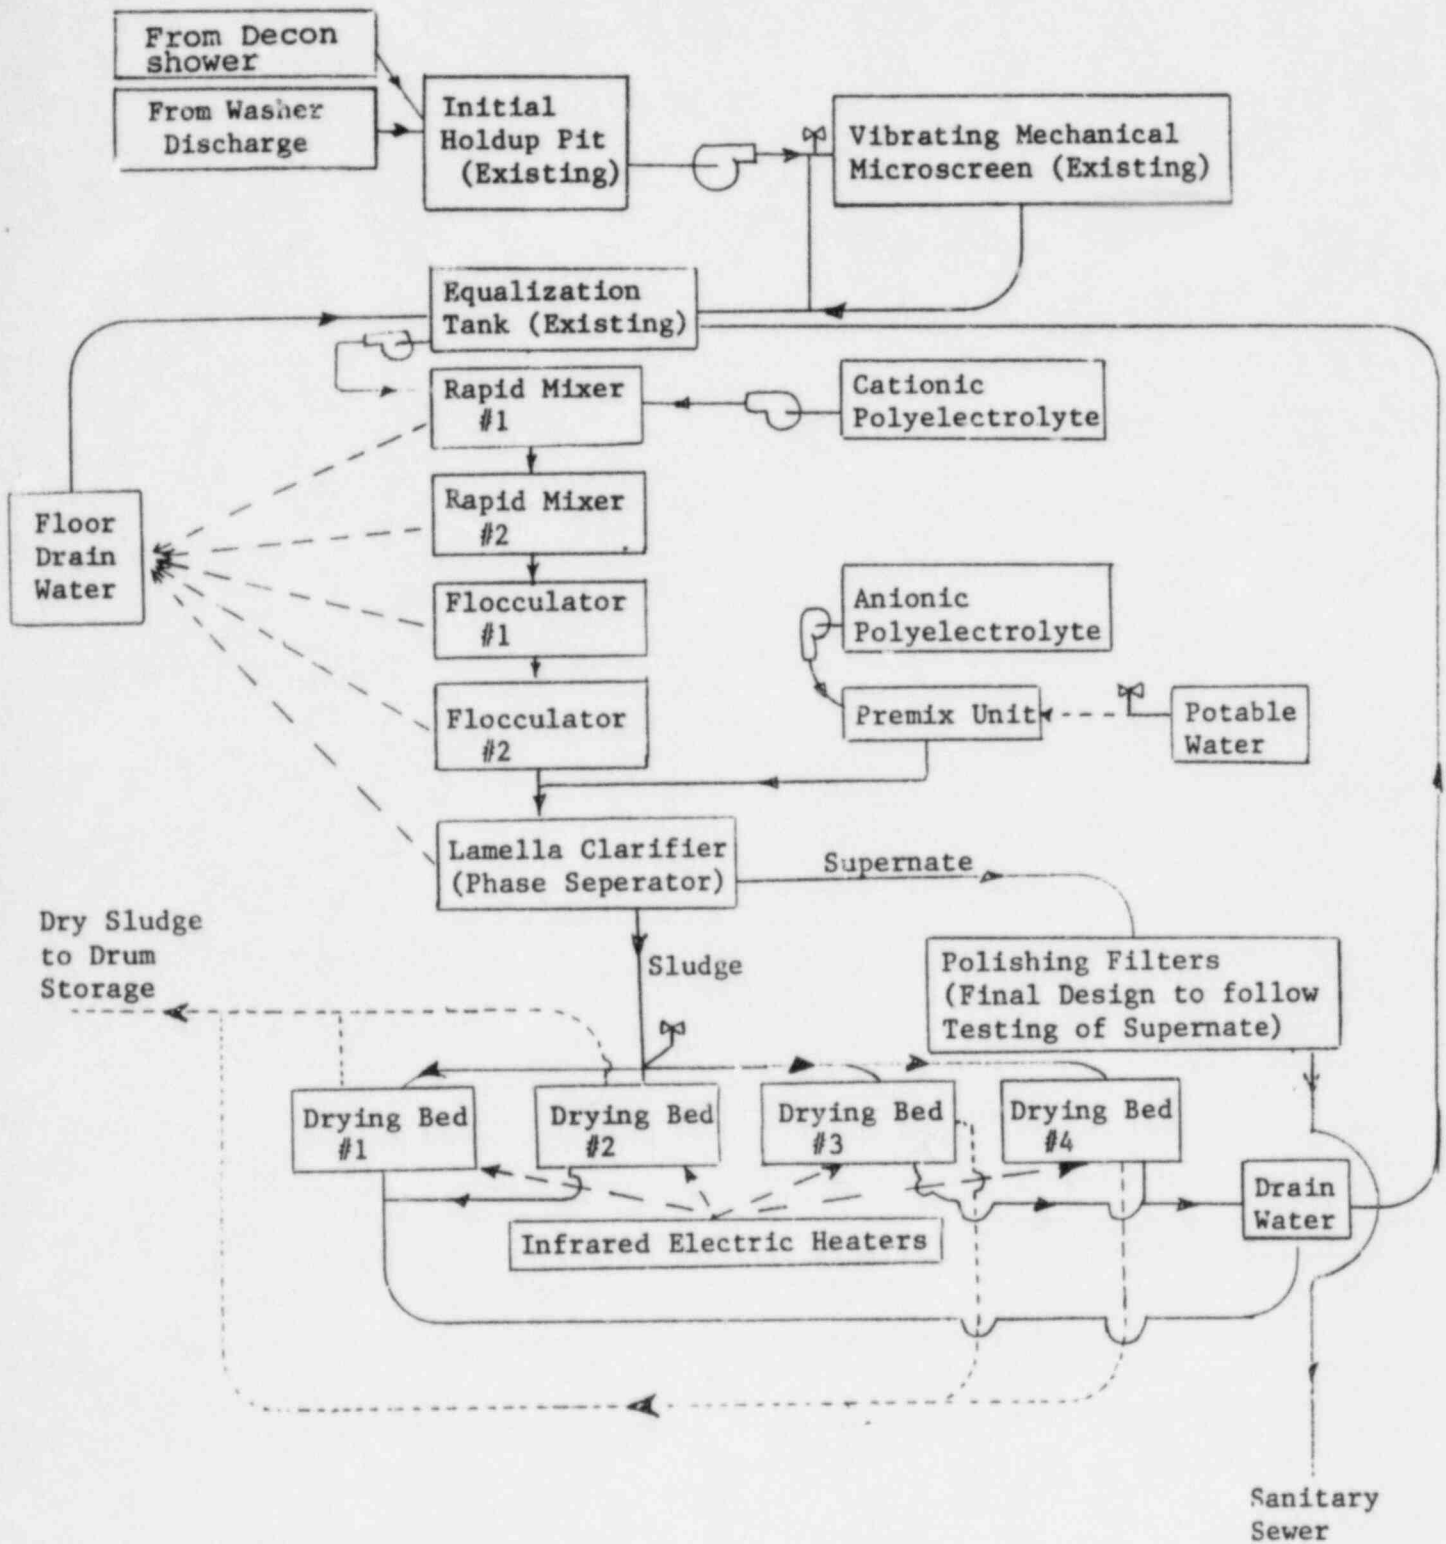 From Decon
shower
From Washer
Discharge
Initial
Holdup Pit
(Existing)
Vibrating Mechanical
Microscreen (Existing)
Equalization
Tank (Existing)
Rapid Mixer
#1
Cationic
Polyelectrolyte
Rapid Mixer
#2
Floor
Drain
Water
Flocculator
#1
Anionic
Polyelectrolyte
Flocculator
#2
Premix Unit
Potable
Water
Lamella Clarifier
(Phase Seperator)
Supernate
Dry Sludge
to Drum
Storage
Sludge
Polishing Filters
(Final Design to follow
Testing of Supernate)
Drying Bed
#1
Drying Bed
#2
Drying Bed
#3
Drying Bed
#4
Drain
Water
Infrared Electric Heaters
Sanitary
Sewer